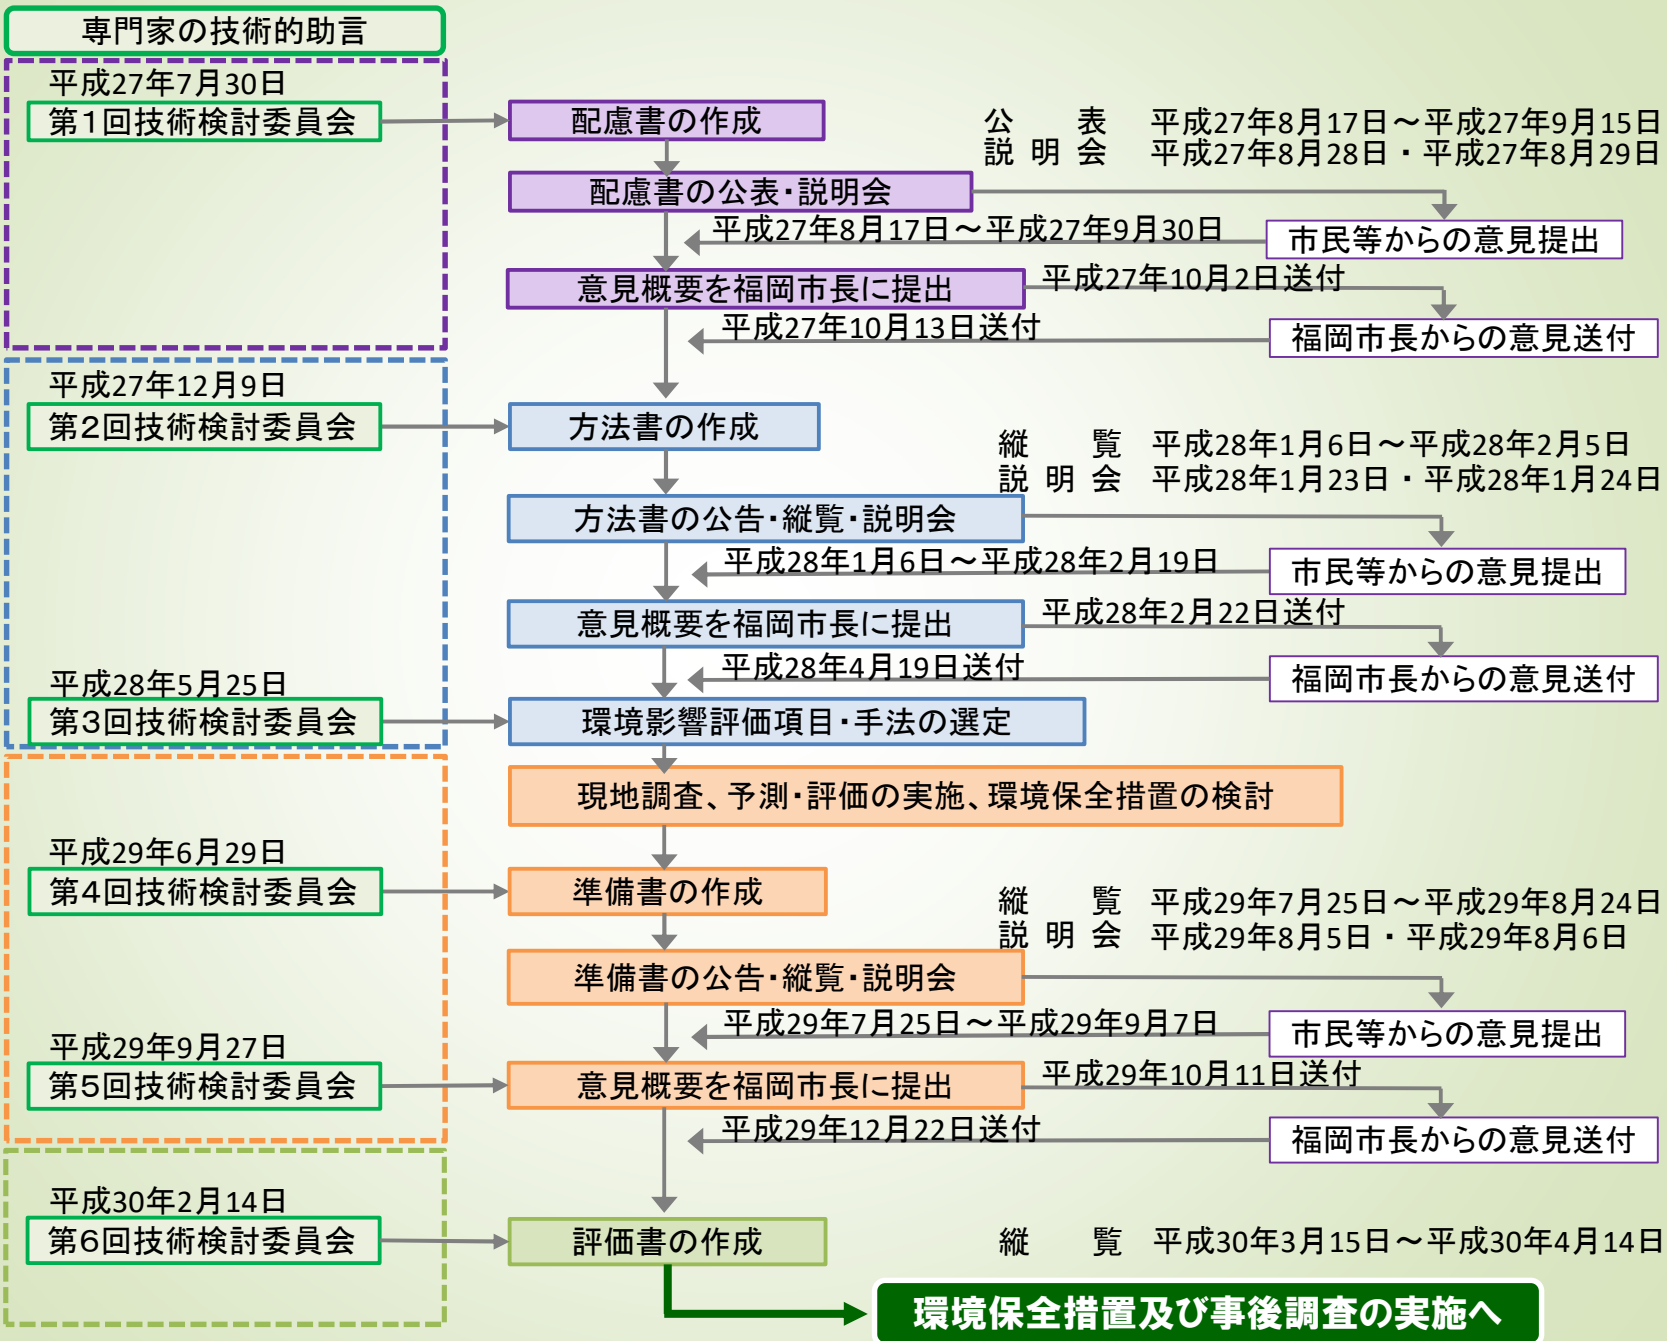 専門家の技術的助言
平成27年7月30日
第1回技術検討委員会
配慮書の作成
公　　表　平成27年8月17日～平成27年9月15日
説 明 会　平成27年8月28日・平成27年8月29日
配慮書の公表・説明会
平成27年8月17日～平成27年9月30日
市民等からの意見提出
意見概要を福岡市長に提出
平成27年10月2日送付
平成27年10月13日送付
福岡市長からの意見送付
平成27年12月9日
第2回技術検討委員会
方法書の作成
縦　　覧　平成28年1月6日～平成28年2月5日
説 明 会　平成28年1月23日・平成28年1月24日
方法書の公告・縦覧・説明会
平成28年1月6日～平成28年2月19日
市民等からの意見提出
意見概要を福岡市長に提出
平成28年2月22日送付
平成28年4月19日送付
福岡市長からの意見送付
平成28年5月25日
第3回技術検討委員会
環境影響評価項目・手法の選定
現地調査、予測・評価の実施、環境保全措置の検討
平成29年6月29日
第4回技術検討委員会
準備書の作成
縦　　覧　平成29年7月25日～平成29年8月24日
説 明 会　平成29年8月5日・平成29年8月6日
準備書の公告・縦覧・説明会
平成29年7月25日～平成29年9月7日
市民等からの意見提出
平成29年9月27日
第5回技術検討委員会
意見概要を福岡市長に提出
平成29年10月11日送付
平成29年12月22日送付
福岡市長からの意見送付
平成30年2月14日
第6回技術検討委員会
評価書の作成
縦　　覧　平成30年3月15日～平成30年4月14日
環境保全措置及び事後調査の実施へ